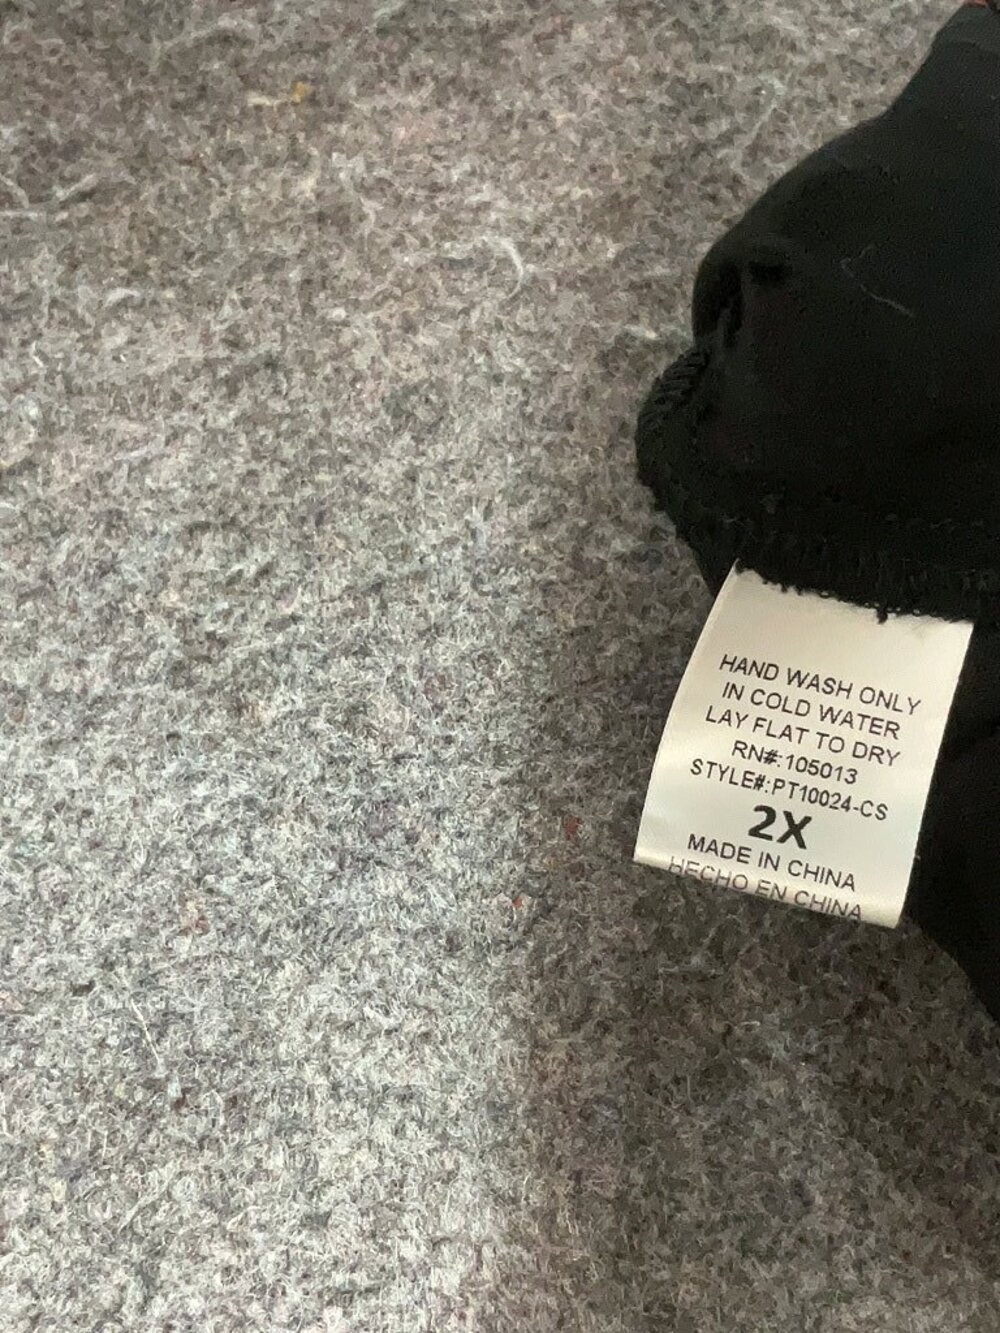 HAND WASH ONLY
IN COLD WATER
LAY FLAT TO DRY
RN#:105013
STYLE#:PT10024-CS
2X
MADE IN CHINA
HECHO EN CHINA